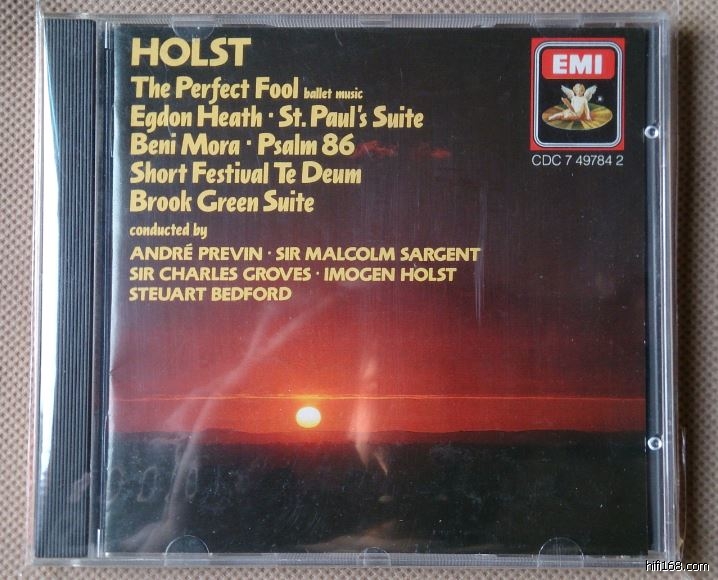 HOLST
The Perfect Fool ballet music
Egdon Heath · St. Paul's Suite
Beni Mora · Psalm 86
Short Festival Te Deum
Brook Green Suite
conducted by
ANDRÉ PREVIN · SIR MALCOLM SARGENT
SIR CHARLES GROVES · IMOGEN HOLST
STEUART BEDFORD
EMI
CDC 7 49784 2
hifi168.com